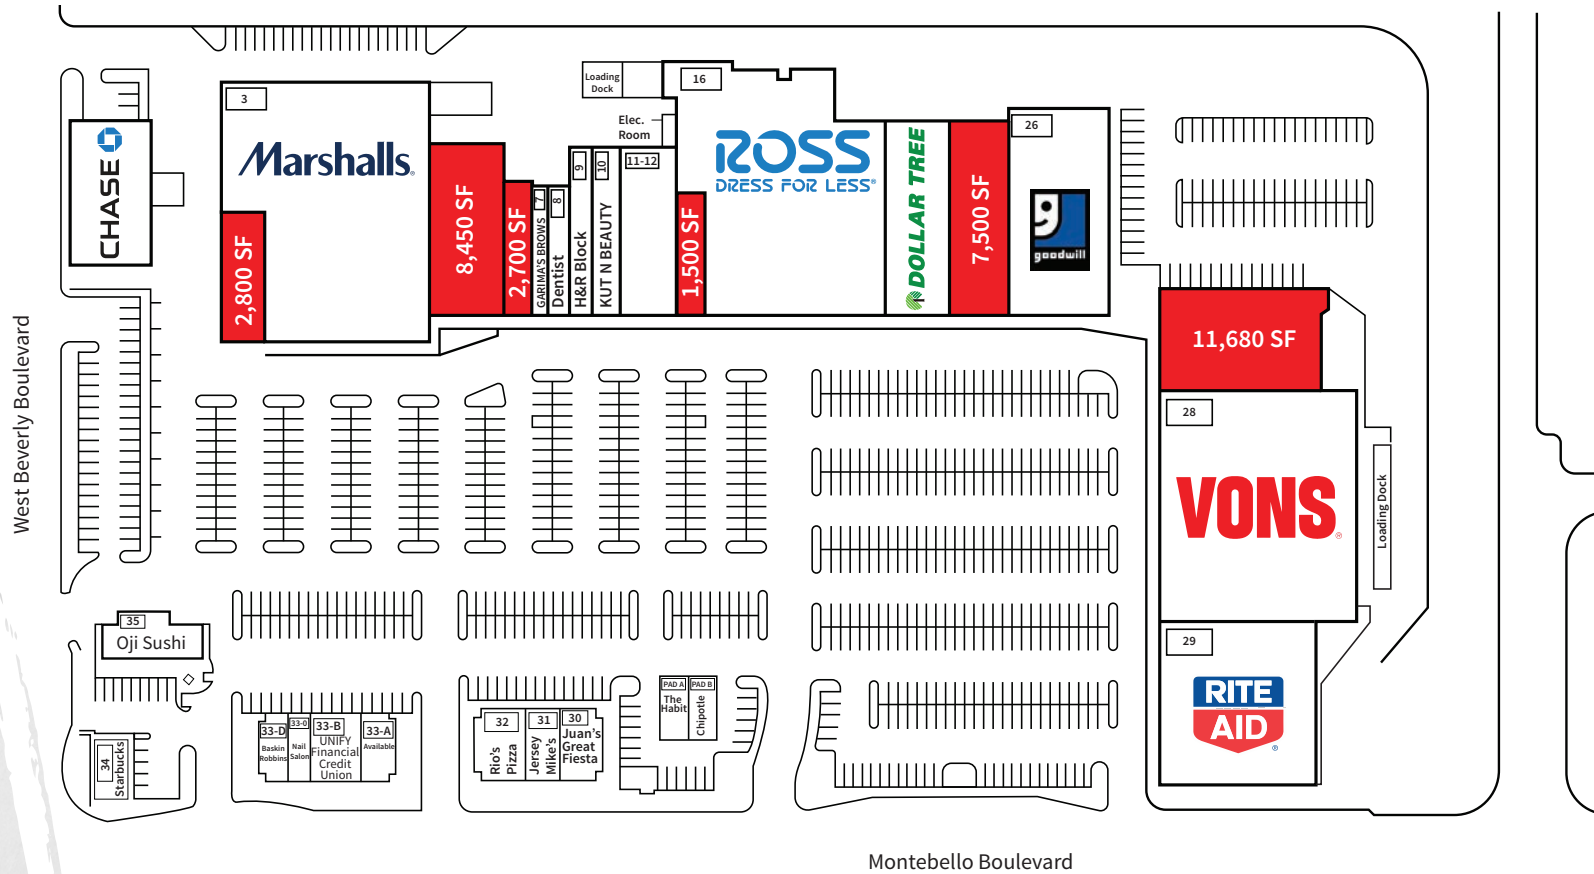 Loading
Dock
16
3
Elec.
Room
26
CHASE
Marshalls
ROSS
DRESS FOR LESS®
DOLLAR TREE
goodwill
11-12
2,800 SF
8,450 SF
2,700 SF
7
GARIMA'S BROWS
8
Dentist
9
H&R Block
10
KUT N BEAUTY
1,500 SF
7,500 SF
11,680 SF
28
VONS®
Loading Dock
West Beverly Boulevard
29
RITE
AID®
35
Oji Sushi
34
Starbucks
33-D
Baskin
Robbins
33-0
Nail
Salon
33-B
UNIFY
Financial
Credit
Union
33-A
Available
32
Rio's
Pizza
31
Jersey
Mike's
30
Juan's
Great
Fiesta
PAD A
The
Habit
PAD B
Chipotle
Montebello Boulevard